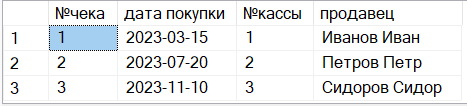 №чека дата покупки №кассы продавец
1 1 2023-03-15 1 Иванов Иван
2 2 2023-07-20 2 Петров Петр
3 3 2023-11-10 3 Сидоров Сидор